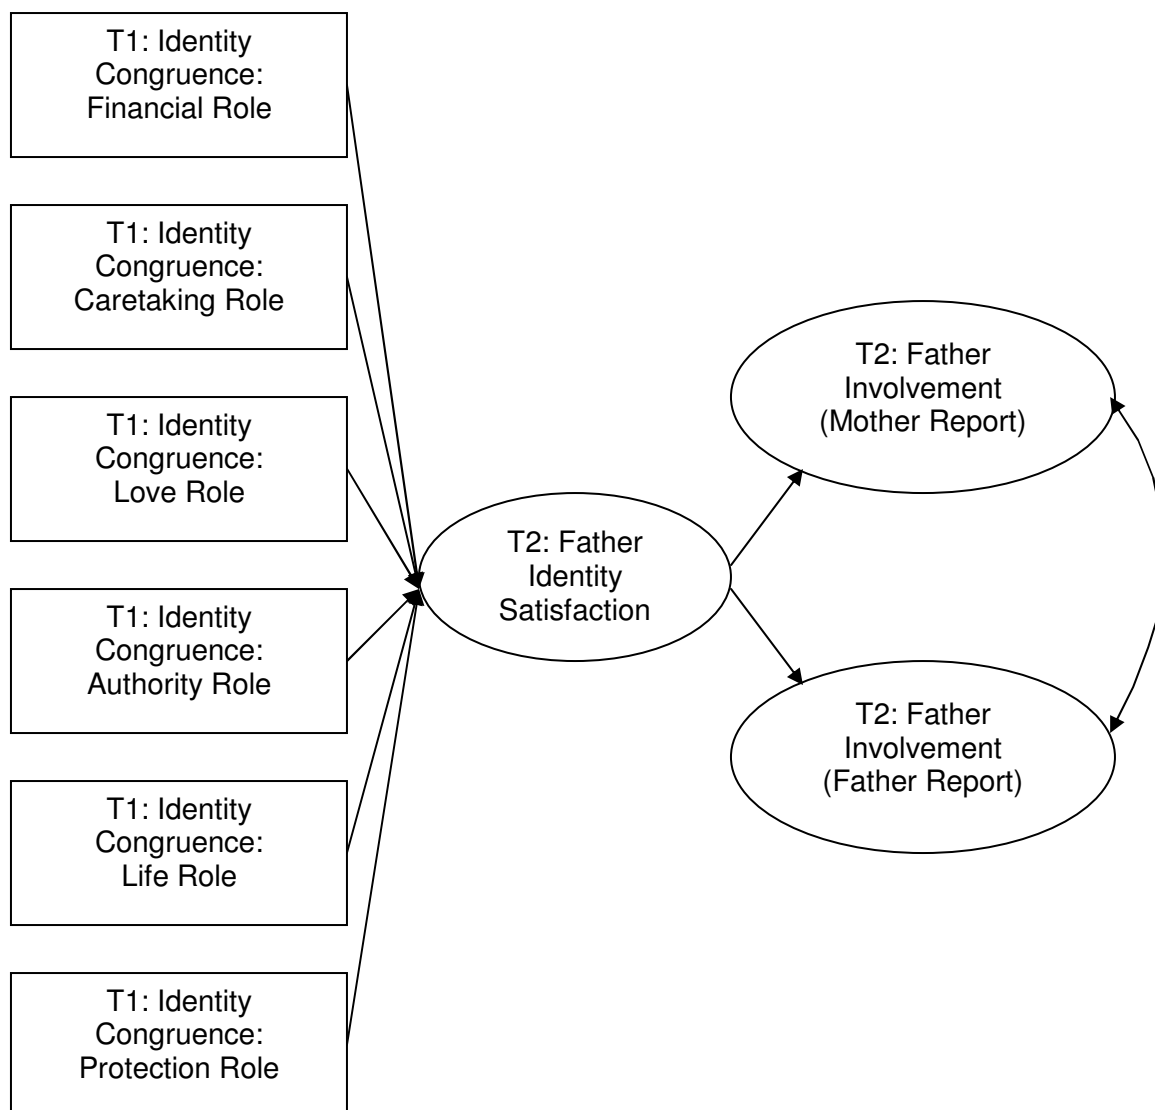 T1: Identity
Congruence:
Financial Role
T1: Identity
Congruence:
Caretaking Role
T1: Identity
Congruence:
Love Role
T1: Identity
Congruence:
Authority Role
T1: Identity
Congruence:
Life Role
T1: Identity
Congruence:
Protection Role
T2: Father
Identity
Satisfaction
T2: Father
Involvement
(Mother Report)
T2: Father
Involvement
(Father Report)